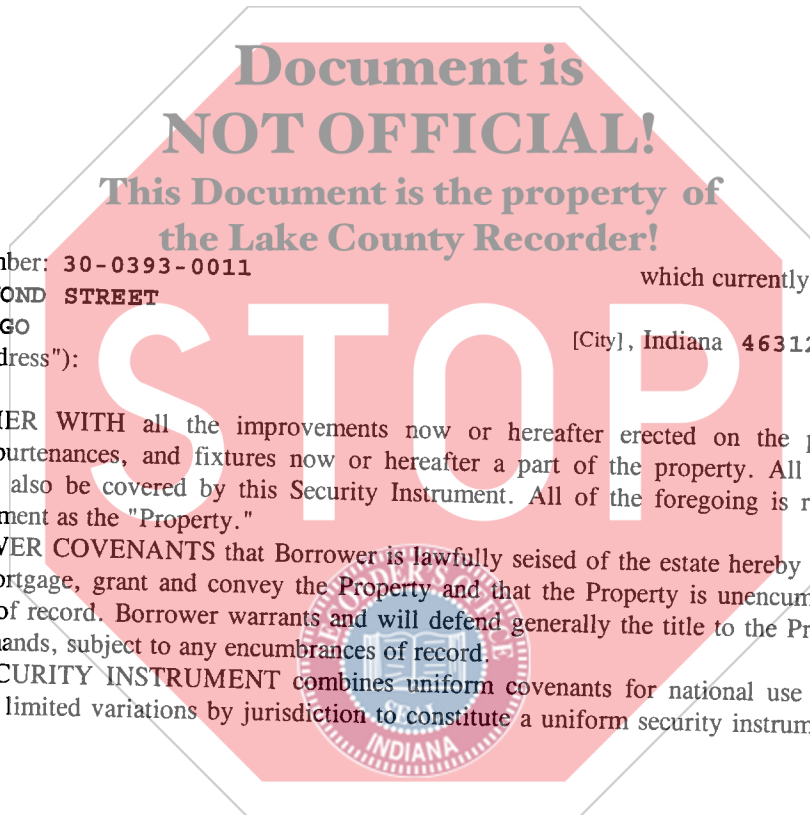 Document is
NOT OFFICIAL!
This Document is the property of
the Lake County Recorder!
mber: 30-0393-0011
which currently
OND STREET
GO
[City], Indiana 46312
dress"):
STOP
IER WITH all the improvements now or hereafter erected on the p
purtenances, and fixtures now or hereafter a part of the property. All
also be covered by this Security Instrument. All of the foregoing is r
ment as the "Property."
VER COVENANTS that Borrower is lawfully seised of the estate hereby
ortgage, grant and convey the Property and that the Property is unencum
of record. Borrower warrants and will defend generally the title to the Pr
nands, subject to any encumbrances of record.
CURITY INSTRUMENT combines uniform covenants for national use
limited variations by jurisdiction to constitute a uniform security instrum
RECORDER'S OFFICE
SEAL
INDIANA